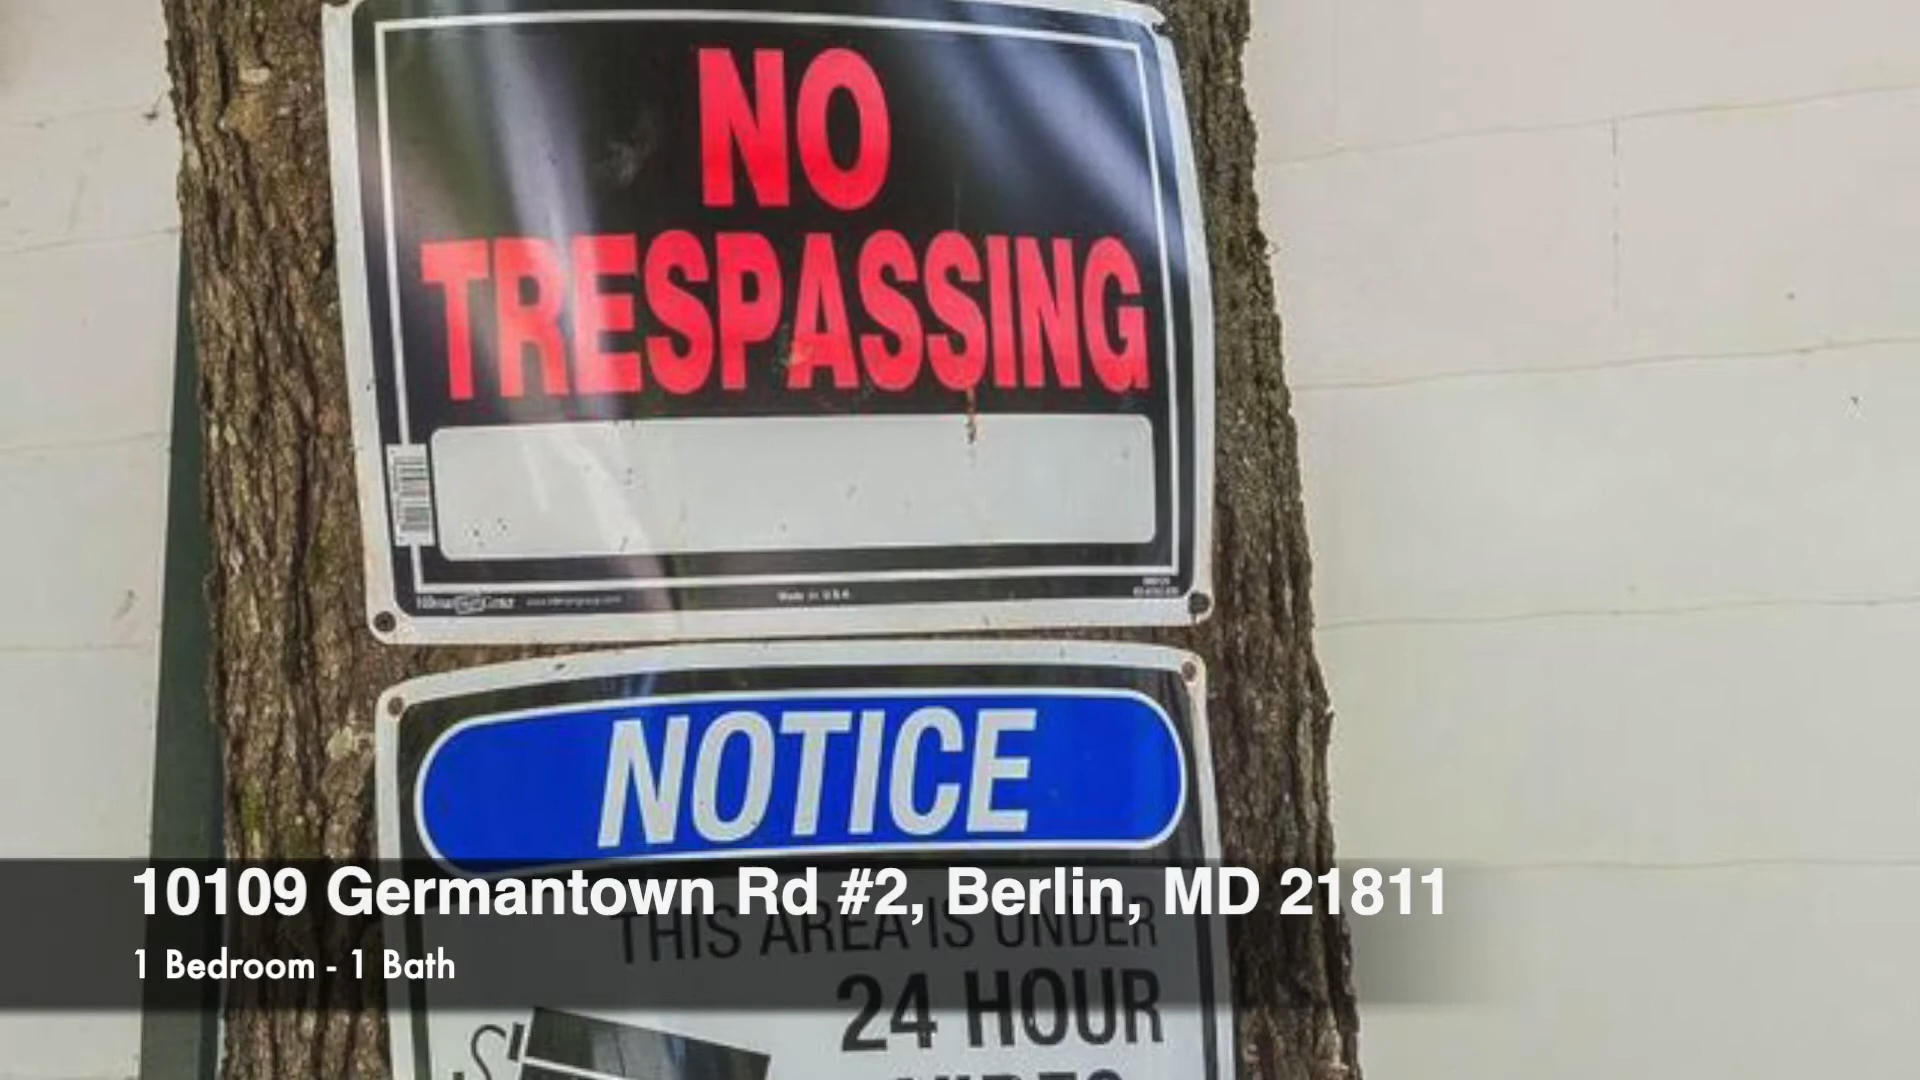 NO
TRESPASSING
Made in U.S.A.
NOTICE
10109 Germantown Rd #2, Berlin, MD 21811
THIS AREA IS UNDER
1 Bedroom - 1 Bath
24 HOUR